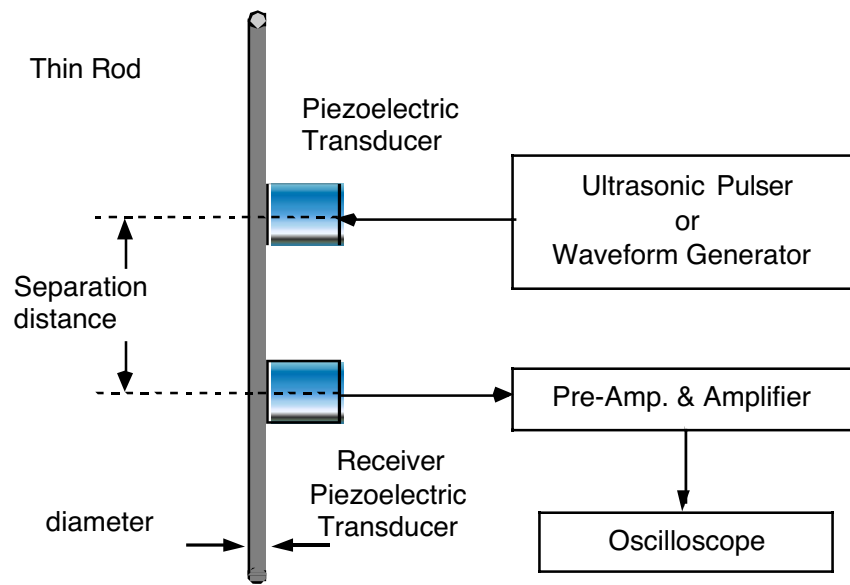 Thin Rod
Piezoelectric
Transducer
Ultrasonic Pulser
or
Waveform Generator
Separation
distance
Pre-Amp. & Amplifier
Receiver
Piezoelectric
Transducer
diameter
Oscilloscope